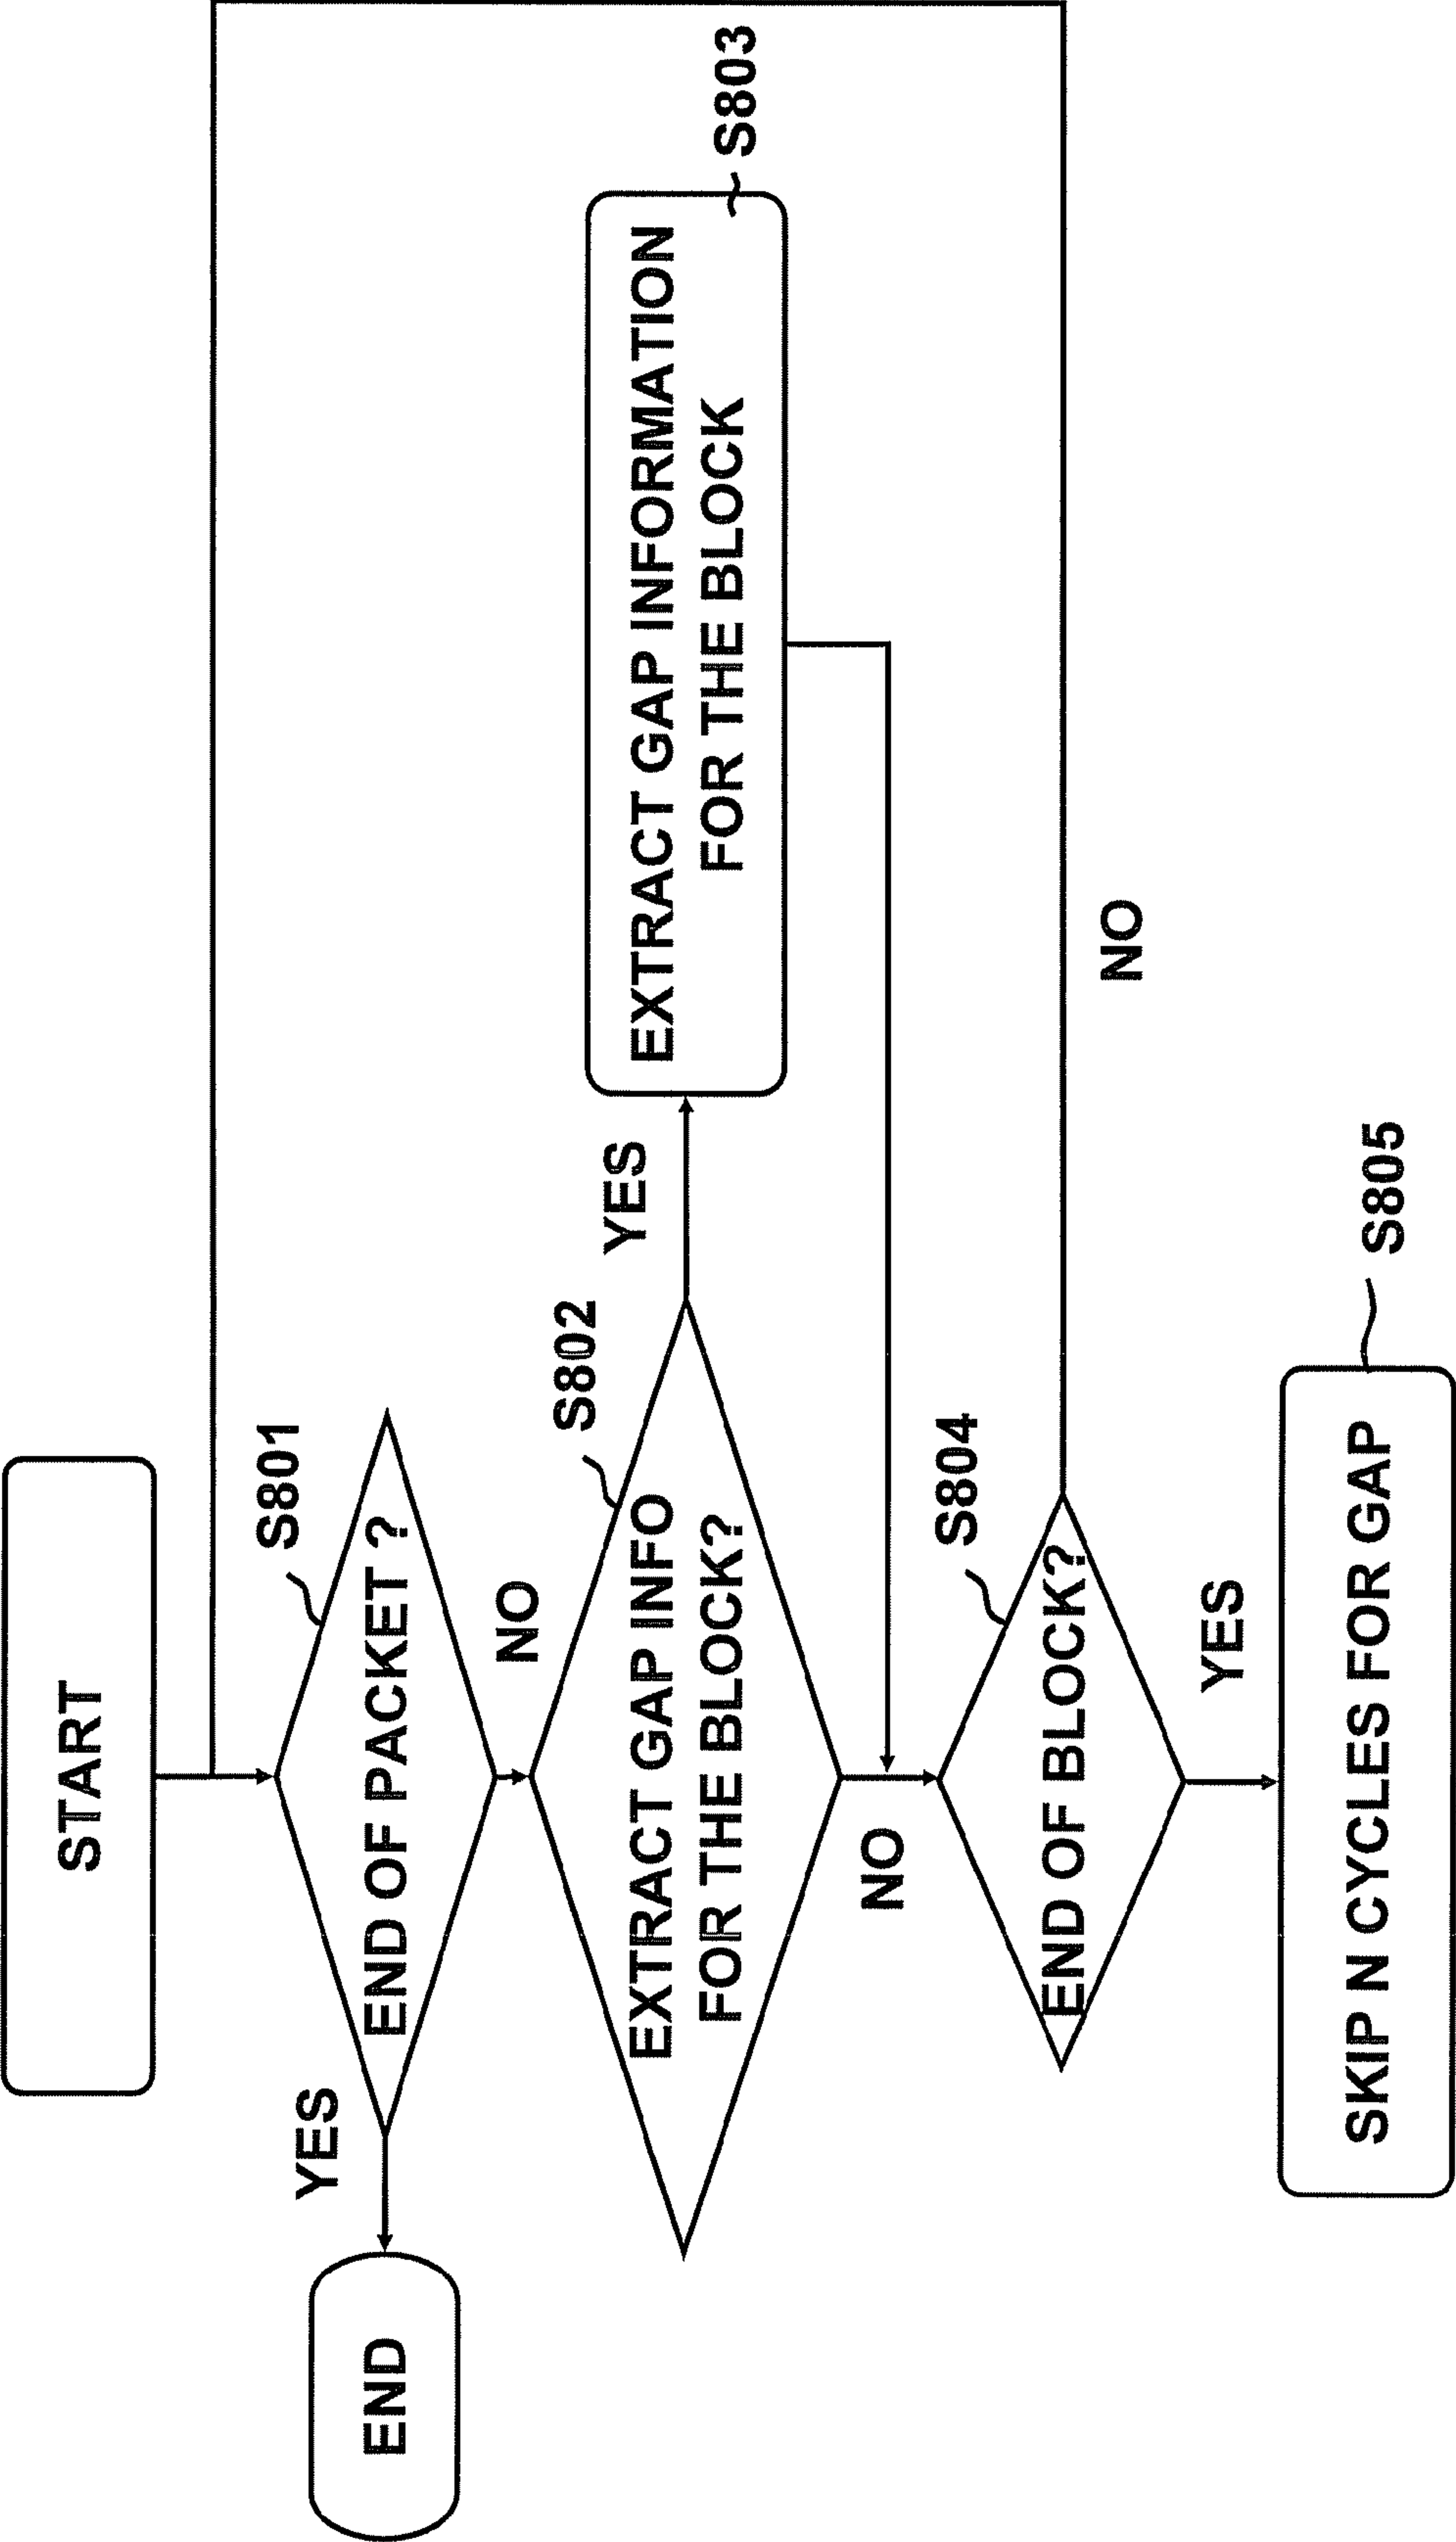 START
S801
END OF PACKET ?
YES
END
NO
S802
EXTRACT GAP INFO
FOR THE BLOCK?
YES
EXTRACT GAP INFORMATION
FOR THE BLOCK
S803
NO
S804
END OF BLOCK?
NO
YES
S805
SKIP N CYCLES FOR GAP